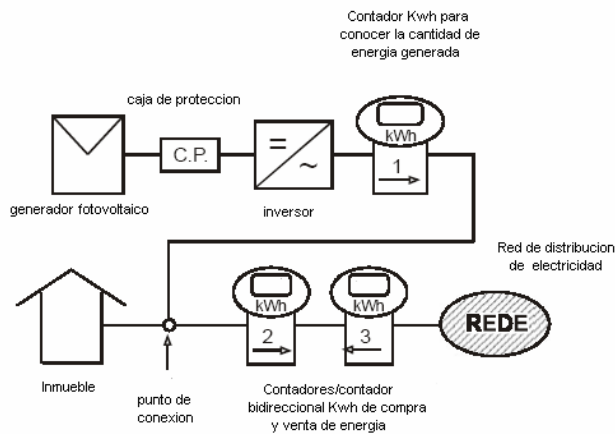 Contador Kwh para
conocer la cantidad de
energia generada
caja de proteccion
kWh
C.P.
=
~
1
generador fotovoltaico
inversor
Red de distribucion
de electricidad
kWh
kWh
REDE
2
3
Inmueble
punto de
conexion
Contadores/contador
bidireccional Kwh de compra
y venta de energia